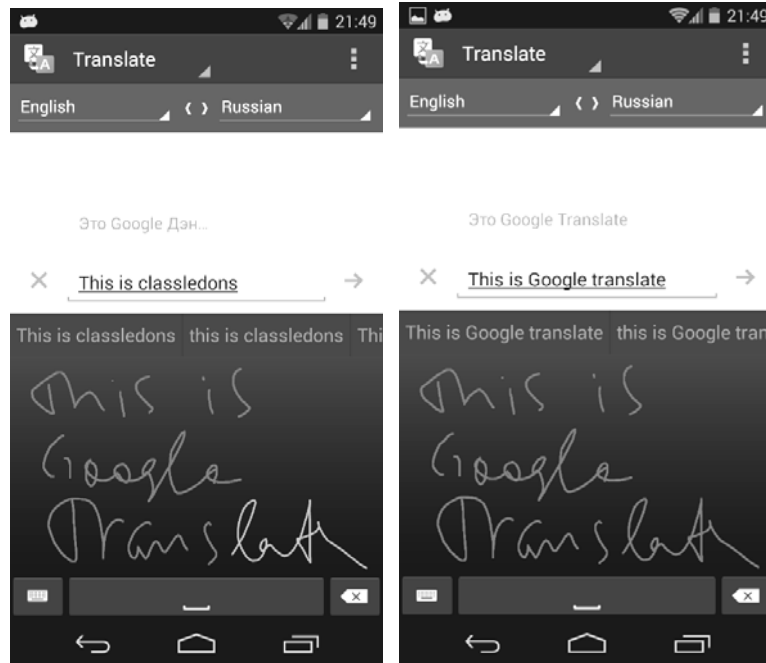 21:49
Translate
English
Russian
Это Google Дэн...
This is classledons
This is classledons this is classledons Thi
This is
Google
Translate
21:49
Translate
English
Russian
Это Google Translate
This is Google translate
This is Google translate this is Google tran
This is
Google
Translate